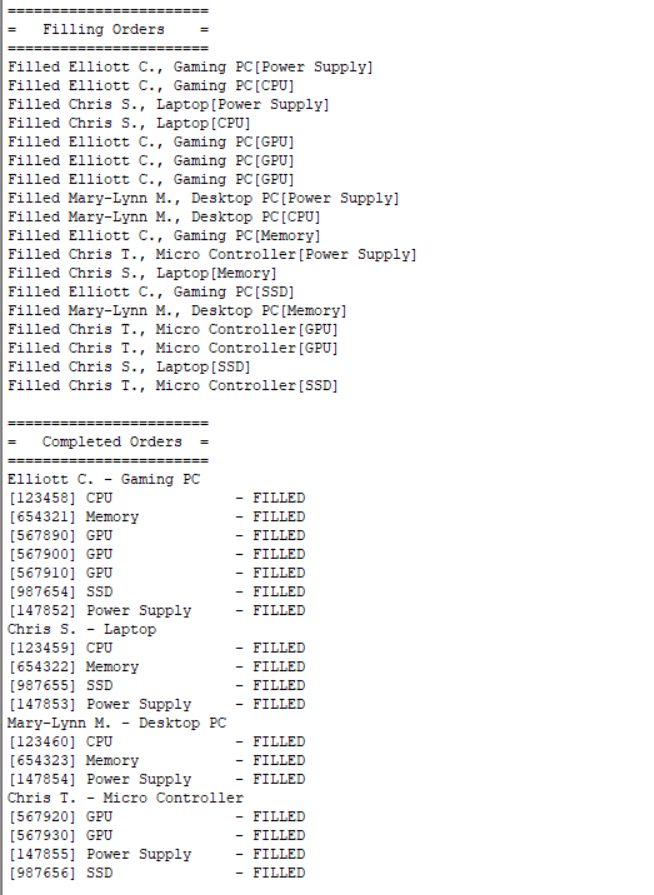 =======================
=   Filling Orders    =
=======================
Filled Elliott C., Gaming PC[Power Supply]
Filled Elliott C., Gaming PC[CPU]
Filled Chris S., Laptop[Power Supply]
Filled Chris S., Laptop[CPU]
Filled Elliott C., Gaming PC[GPU]
Filled Elliott C., Gaming PC[GPU]
Filled Elliott C., Gaming PC[GPU]
Filled Mary-Lynn M., Desktop PC[Power Supply]
Filled Mary-Lynn M., Desktop PC[CPU]
Filled Elliott C., Gaming PC[Memory]
Filled Chris T., Micro Controller[Power Supply]
Filled Chris S., Laptop[Memory]
Filled Elliott C., Gaming PC[SSD]
Filled Mary-Lynn M., Desktop PC[Memory]
Filled Chris T., Micro Controller[GPU]
Filled Chris T., Micro Controller[GPU]
Filled Chris S., Laptop[SSD]
Filled Chris T., Micro Controller[SSD]

=======================
=   Completed Orders  =
=======================
Elliott C. - Gaming PC
[123458] CPU              - FILLED
[654321] Memory           - FILLED
[567890] GPU              - FILLED
[567900] GPU              - FILLED
[567910] GPU              - FILLED
[987654] SSD              - FILLED
[147852] Power Supply     - FILLED
Chris S. - Laptop
[123459] CPU              - FILLED
[654322] Memory           - FILLED
[987655] SSD              - FILLED
[147853] Power Supply     - FILLED
Mary-Lynn M. - Desktop PC
[123460] CPU              - FILLED
[654323] Memory           - FILLED
[147854] Power Supply     - FILLED
Chris T. - Micro Controller
[567920] GPU              - FILLED
[567930] GPU              - FILLED
[147855] Power Supply     - FILLED
[987656] SSD              - FILLED